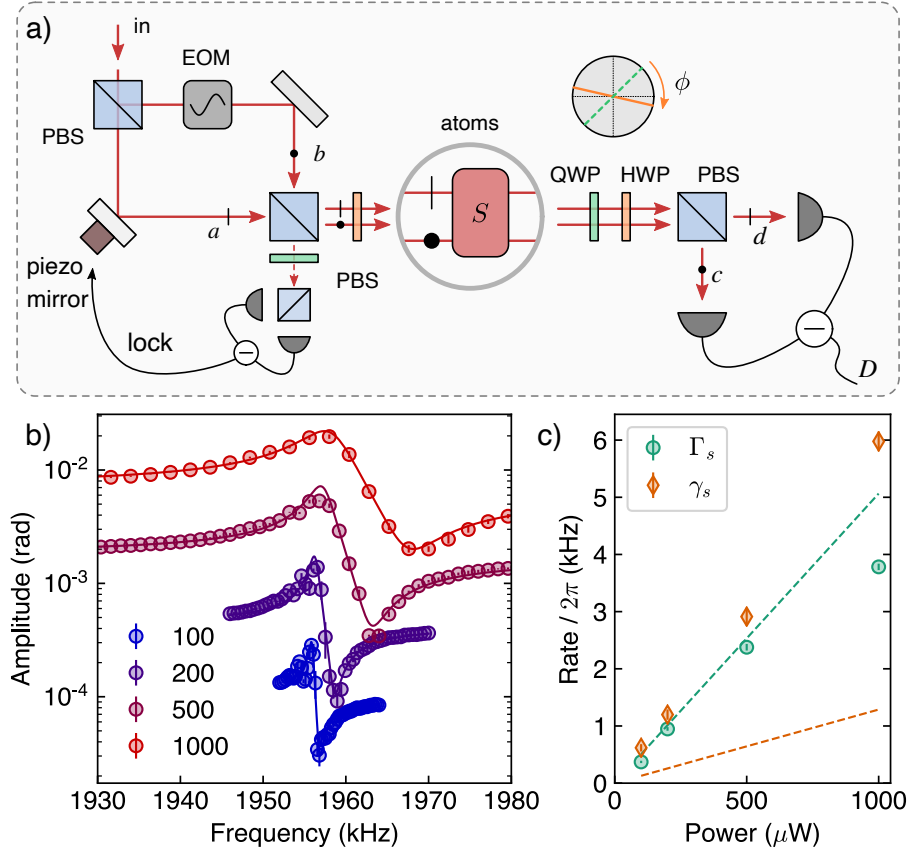 a)
in
EOM
PBS
b
a
piezo
mirror
lock
PBS
atoms
S
ϕ
QWP
HWP
PBS
d
c
D
b)
Amplitude (rad)
10⁻²
10⁻³
10⁻⁴
100
200
500
1000
1930
1940
1950
1960
1970
1980
Frequency (kHz)
c)
Γₛ
γₛ
Rate / 2π (kHz)
6
5
4
3
2
1
0
0
500
1000
Power (μW)